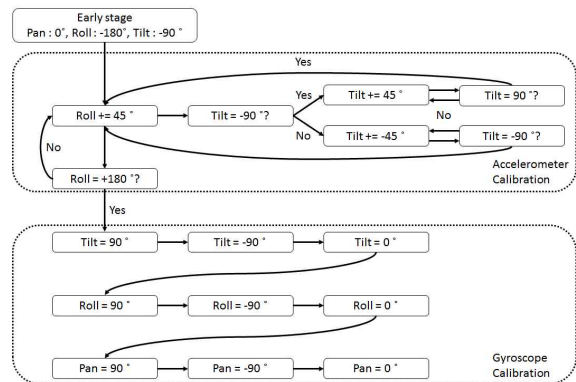 Early stage
Pan : 0˚, Roll : -180˚, Tilt : -90 ˚
Yes
Roll += 45 ˚
Tilt = -90 ˚?
Yes
No
Tilt += 45 ˚
Tilt = 90 ˚?
No
Tilt += -45 ˚
Tilt = -90 ˚?
No
Roll = +180 ˚?
Accelerometer
Calibration
Yes
Tilt = 90 ˚
Tilt = -90 ˚
Tilt = 0 ˚
Roll = 90 ˚
Roll = -90 ˚
Roll = 0 ˚
Pan = 90 ˚
Pan = -90 ˚
Pan = 0 ˚
Gyroscope
Calibration